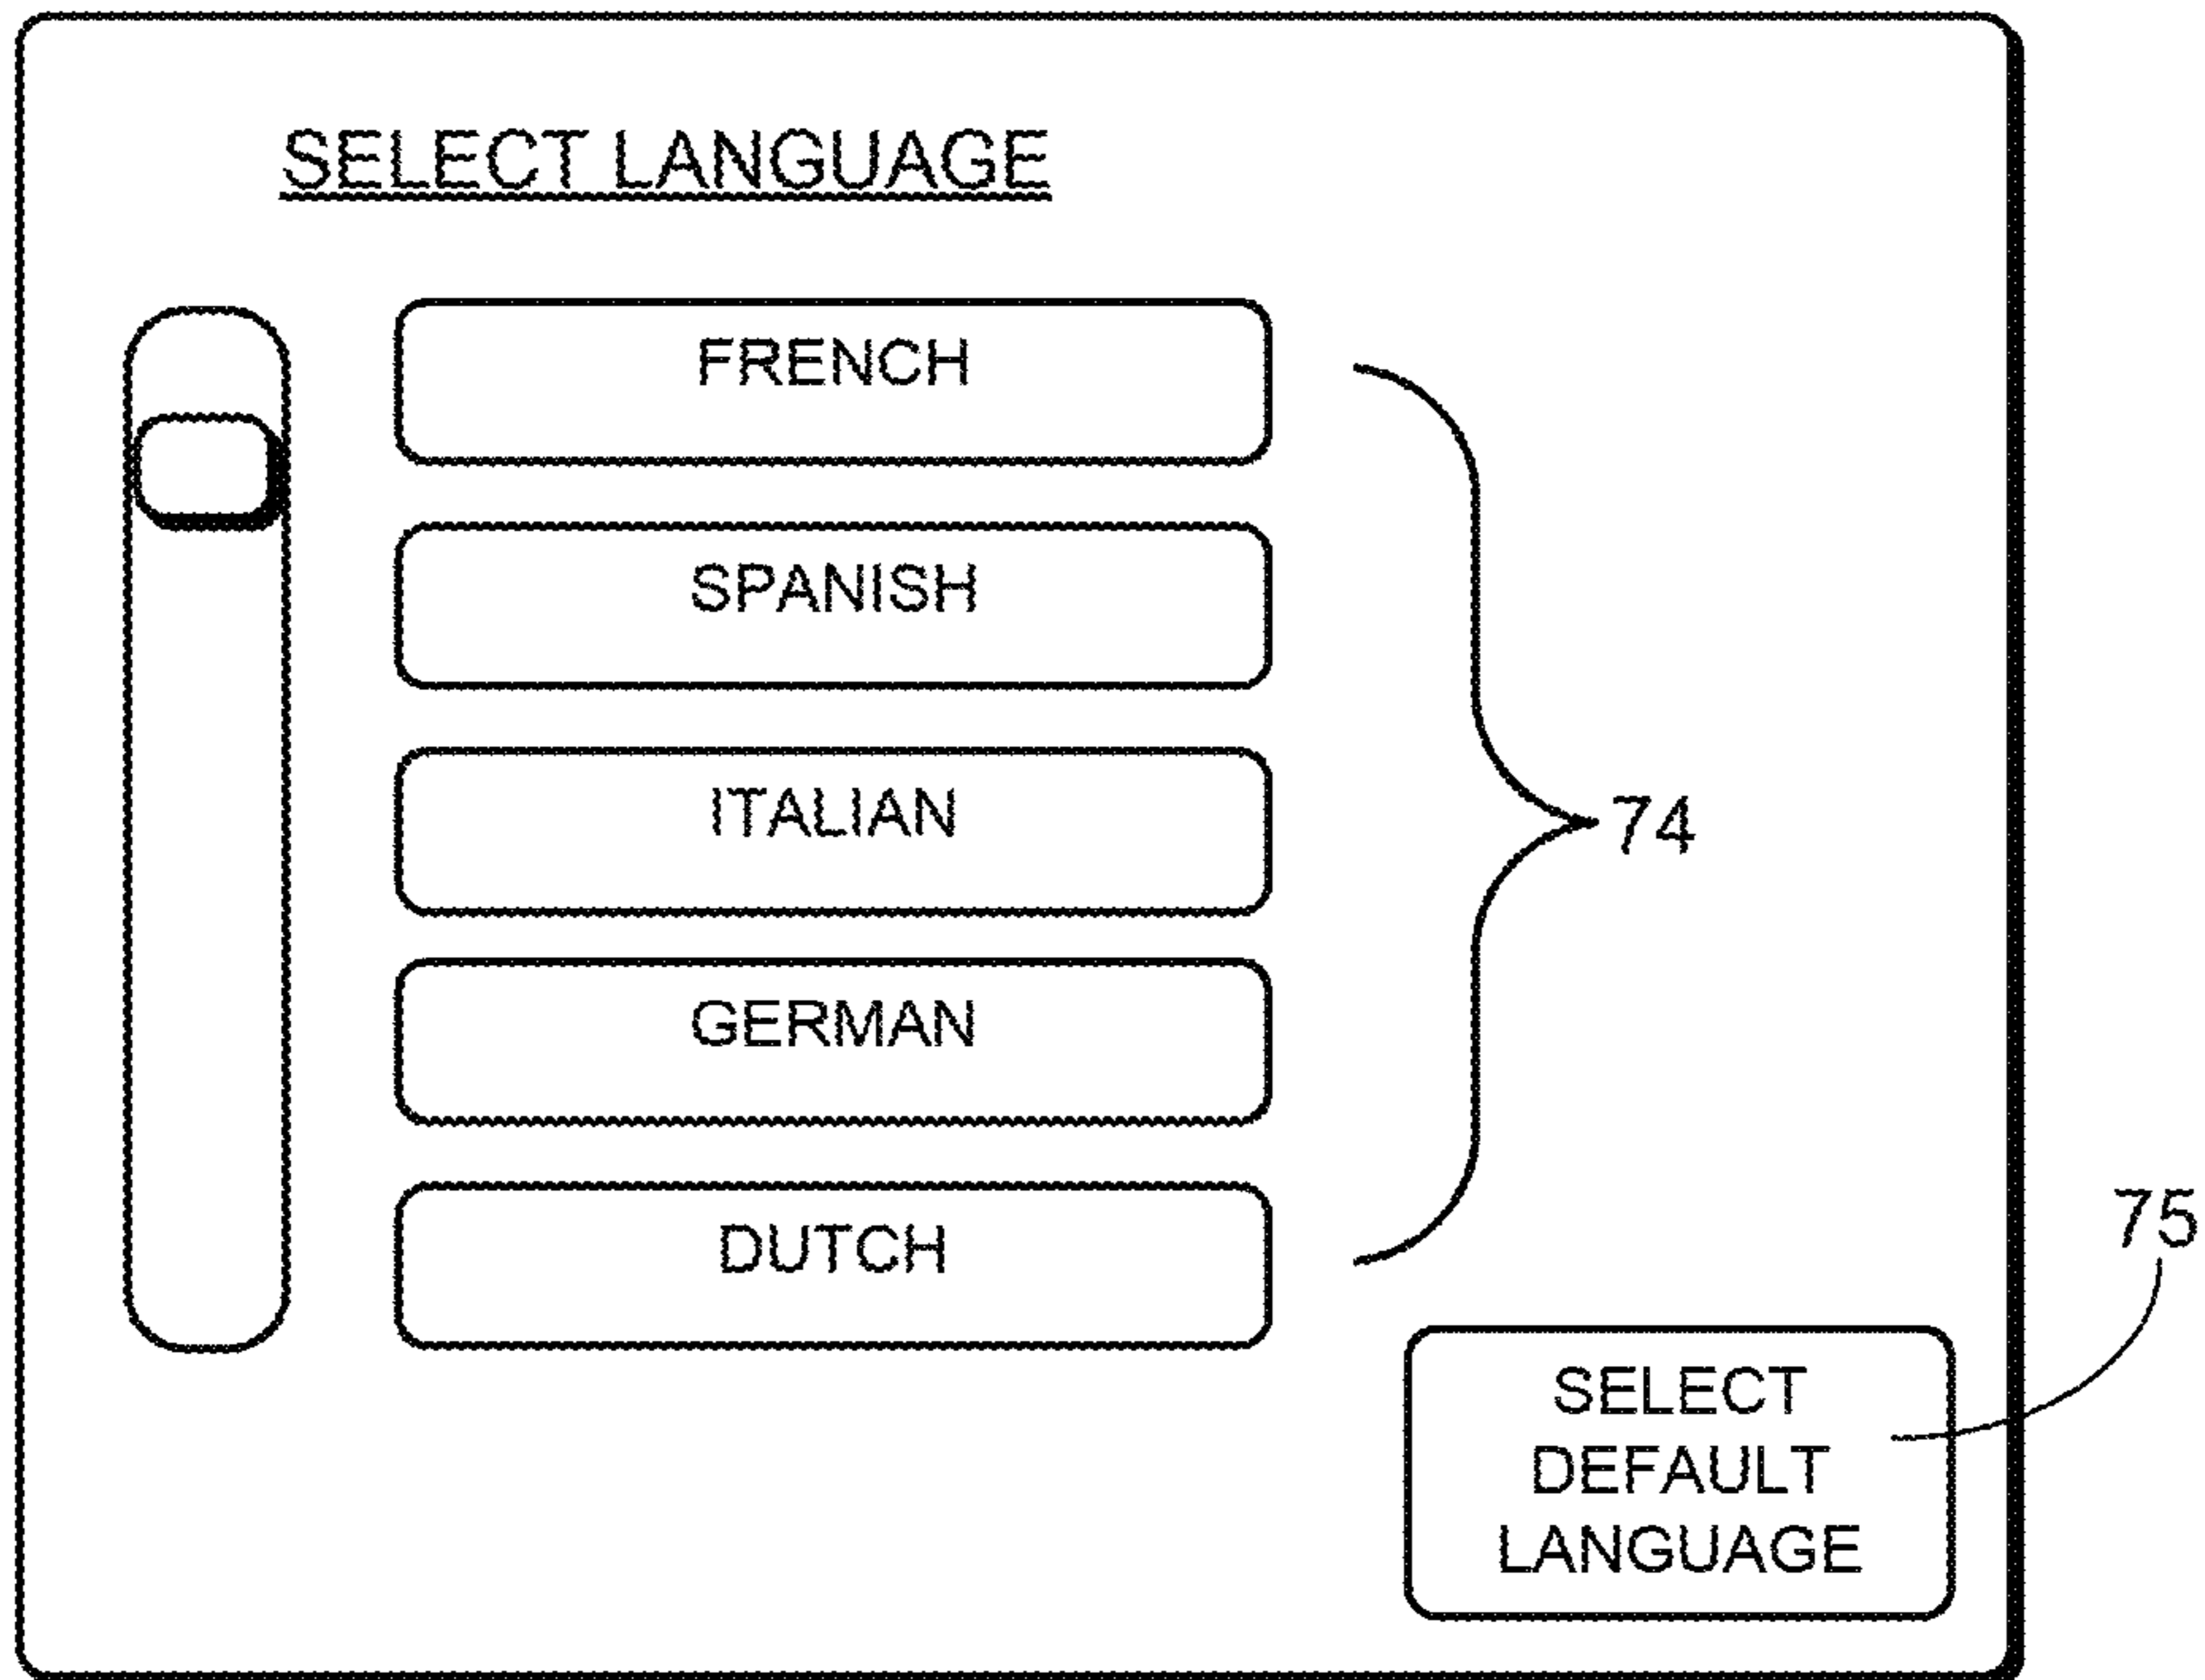 SELECT LANGUAGE
FRENCH
SPANISH
ITALIAN
GERMAN
DUTCH
74
75
SELECT
DEFAULT
LANGUAGE